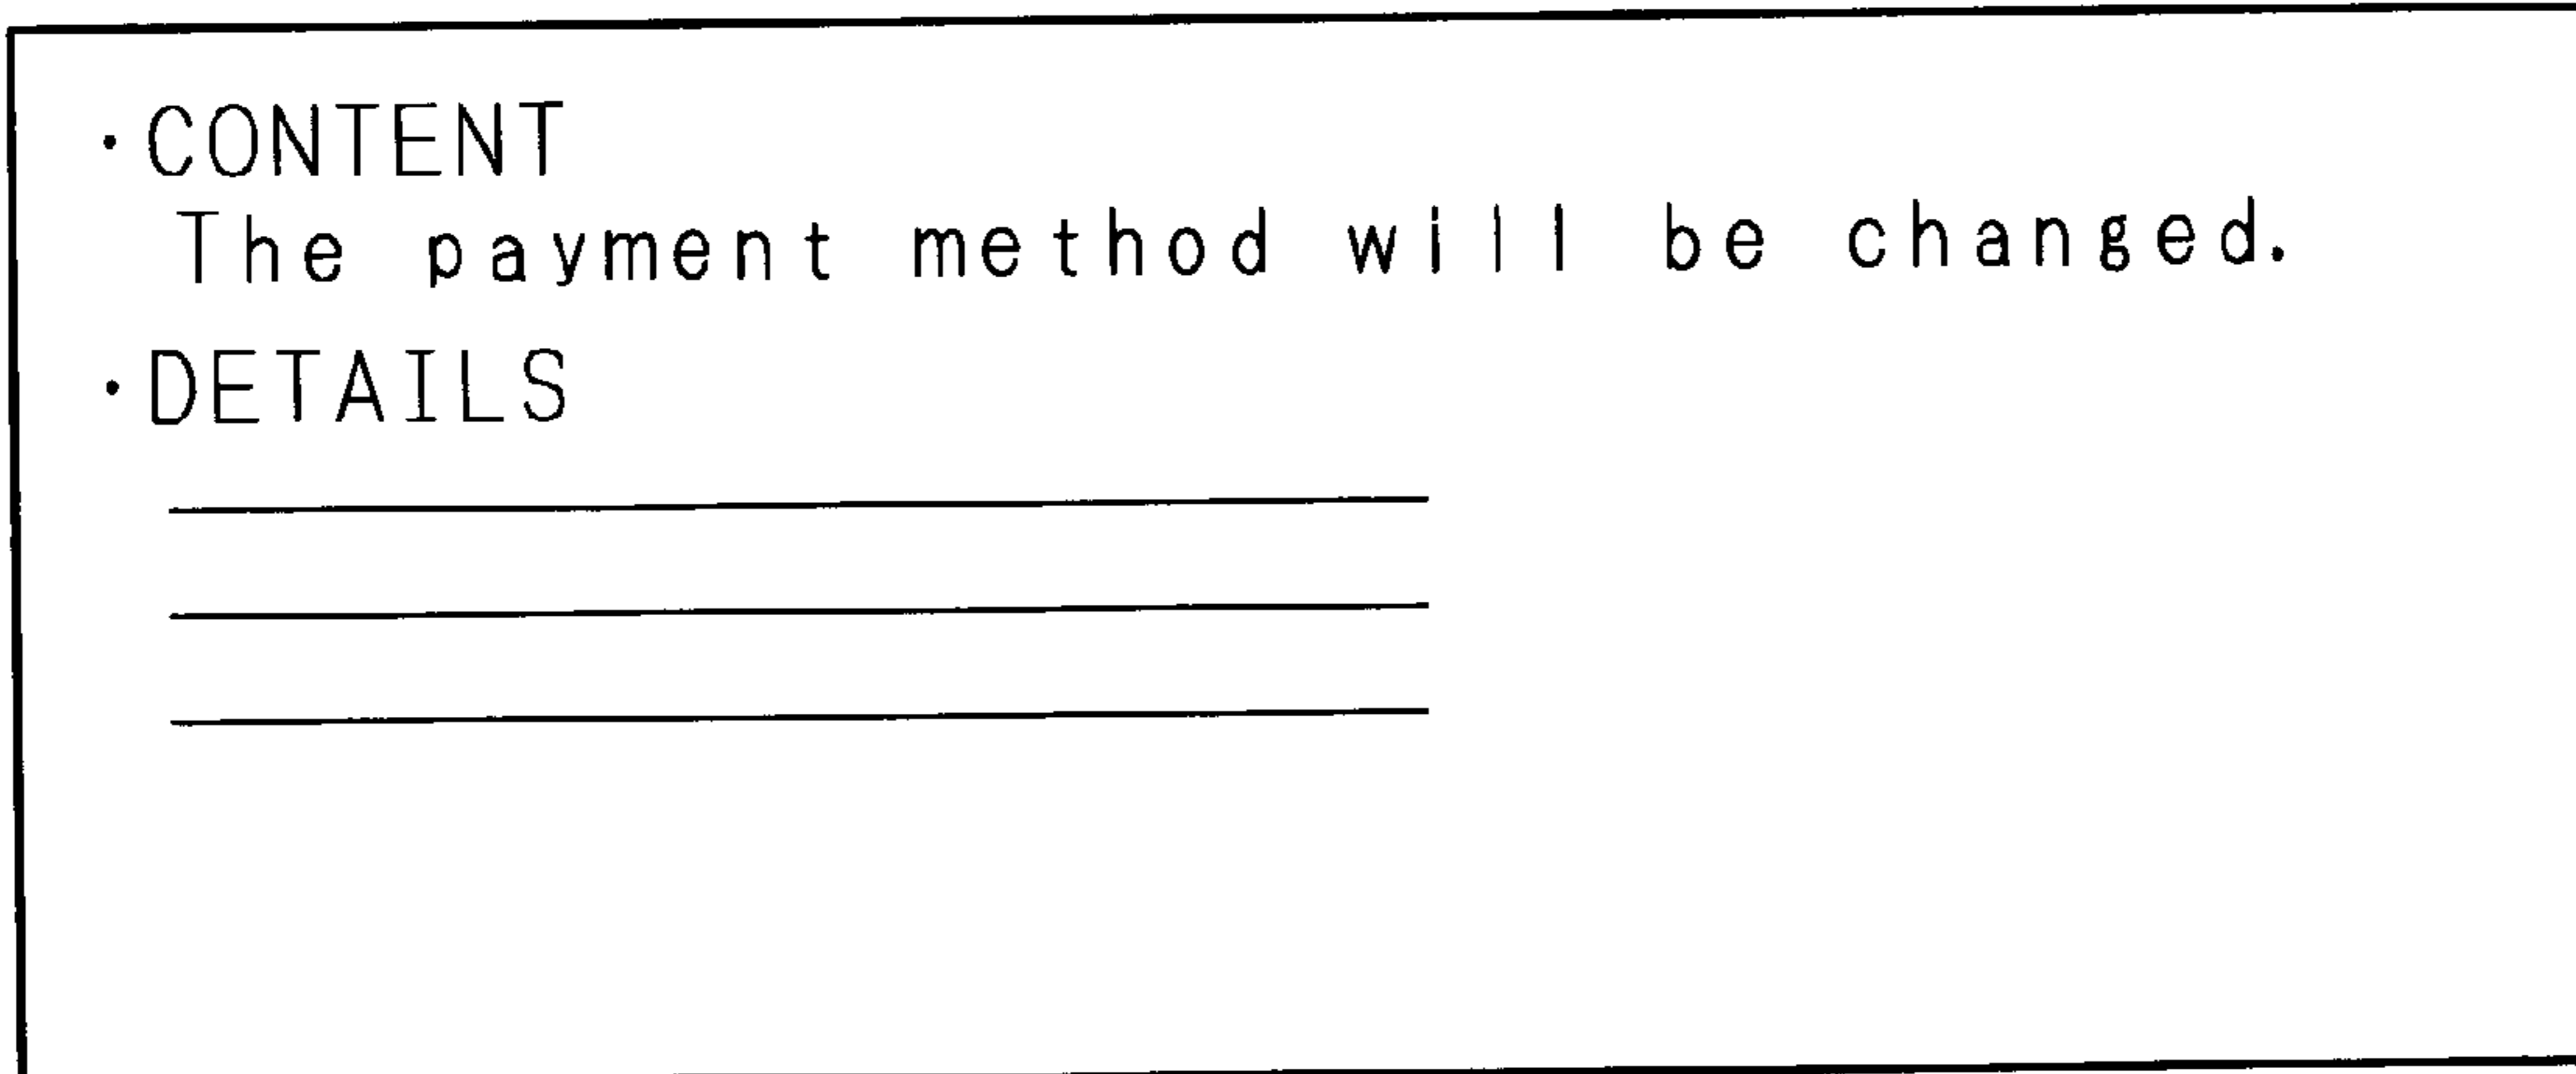 ・CONTENT
The payment method will be changed.
・DETAILS